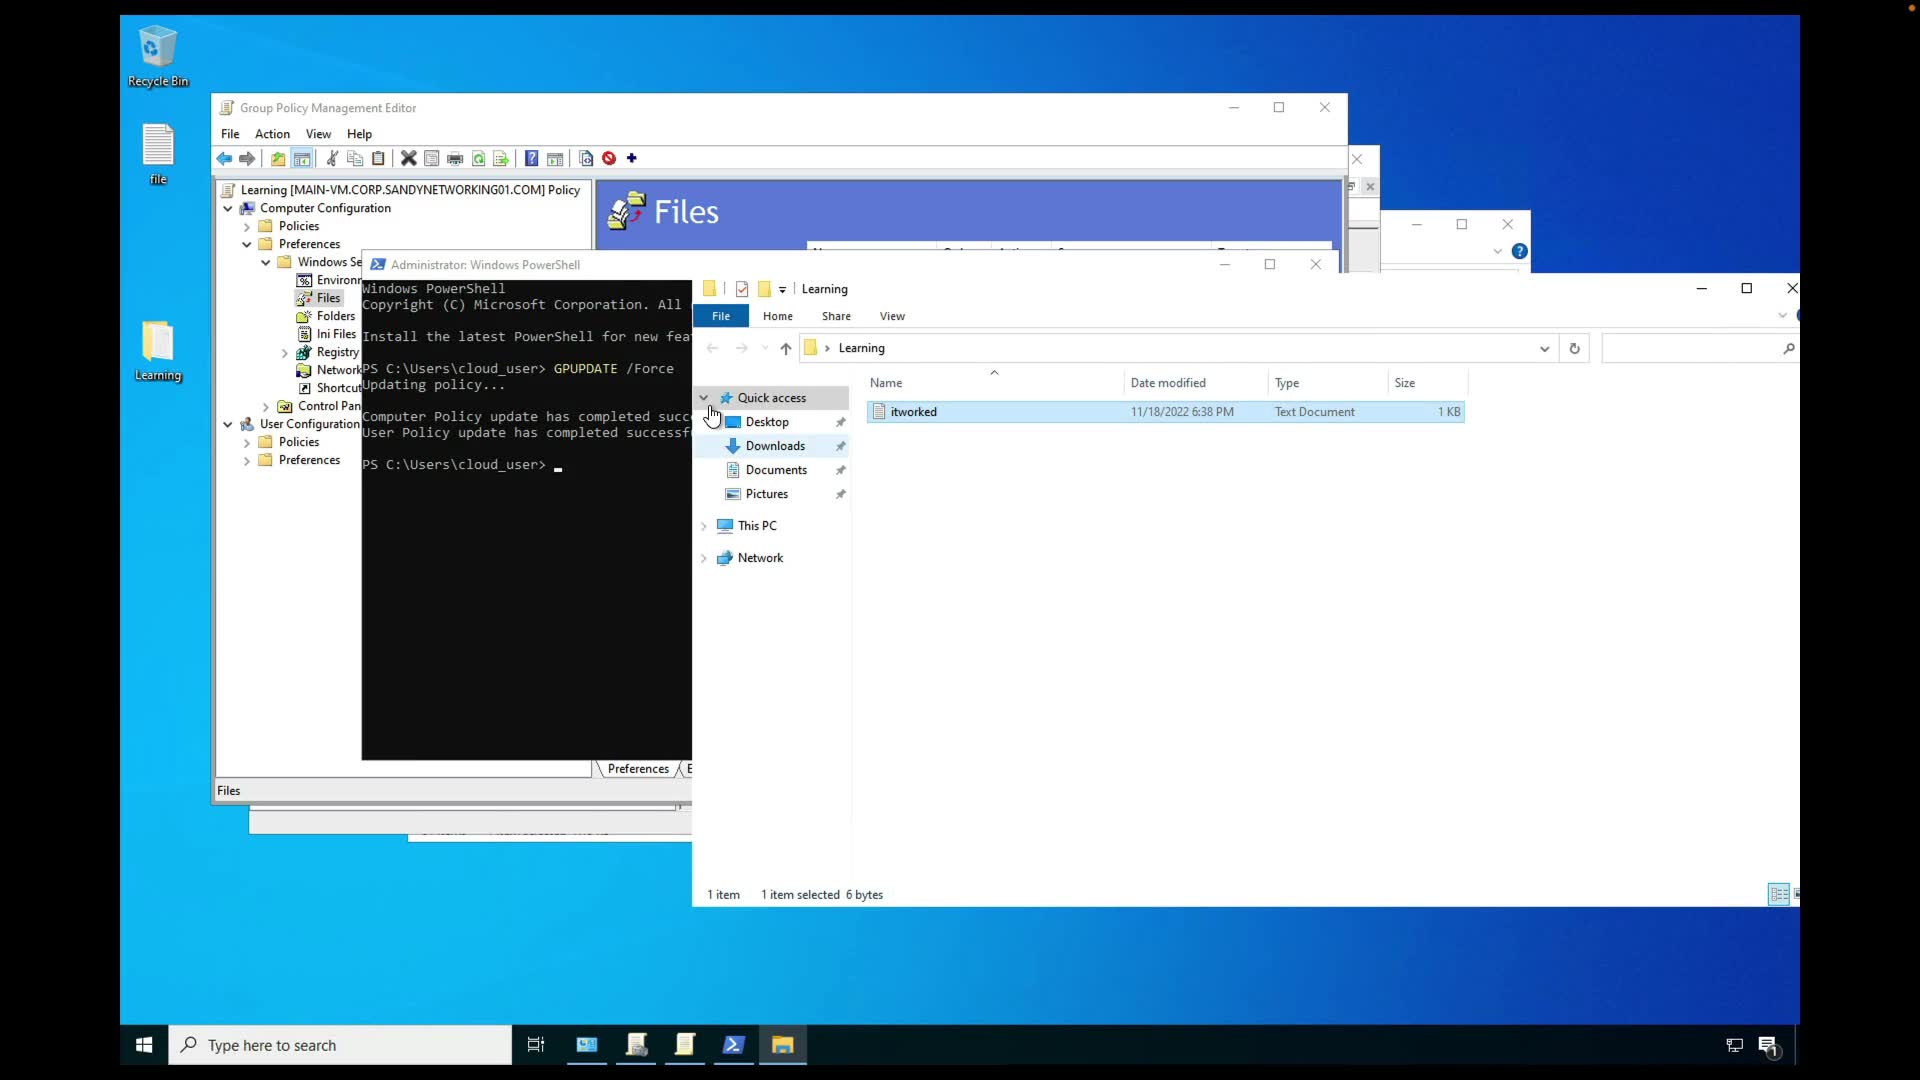 Recycle Bin
file
Learning
Group Policy Management Editor
File Action View Help
Learning [MAIN-VM.CORP.SANDYNETWORKING01.COM] Policy
Computer Configuration
Policies
Preferences
Windows Se
Environ
Files
Folders
Ini Files
Registry
Network
Shortcut
Control Pan
User Configuration
Policies
Preferences
Files
Preferences
Files
Administrator: Windows PowerShell
Windows PowerShell
Copyright (C) Microsoft Corporation. All
Install the latest PowerShell for new fea
PS C:\Users\cloud_user> GPUPDATE /Force
Updating policy...
Computer Policy update has completed succ
User Policy update has completed successf
PS C:\Users\cloud_user>
Learning
File Home Share View
Learning
Name Date modified Type Size
Quick access
Desktop
Downloads
Documents
Pictures
This PC
Network
itworked 11/18/2022 6:38 PM Text Document 1 KB
1 item 1 item selected 6 bytes
Type here to search
1